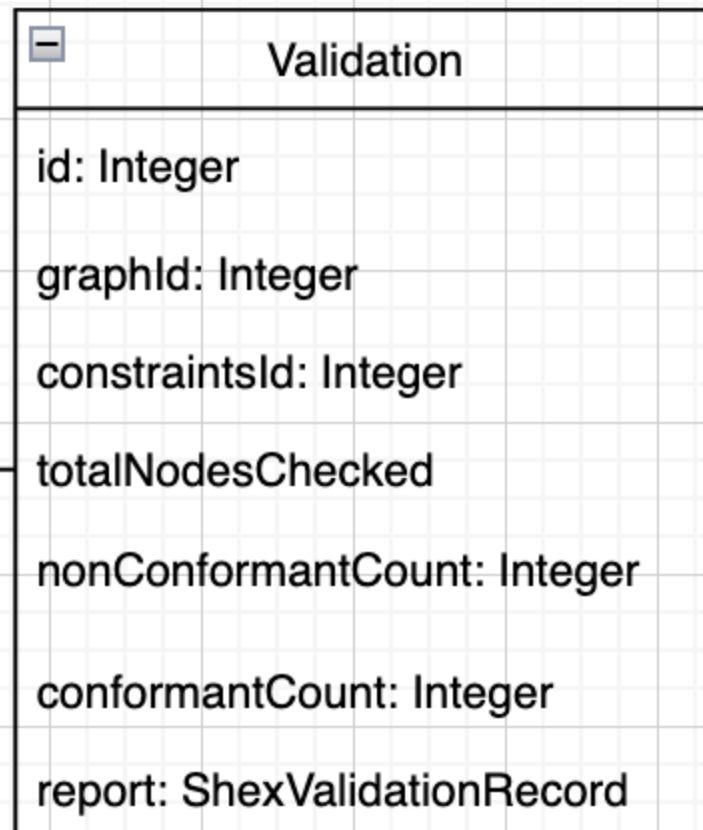 Validation
id: Integer
graphId: Integer
constraintsId: Integer
totalNodesChecked
nonConformantCount: Integer
conformantCount: Integer
report: ShexValidationRecord